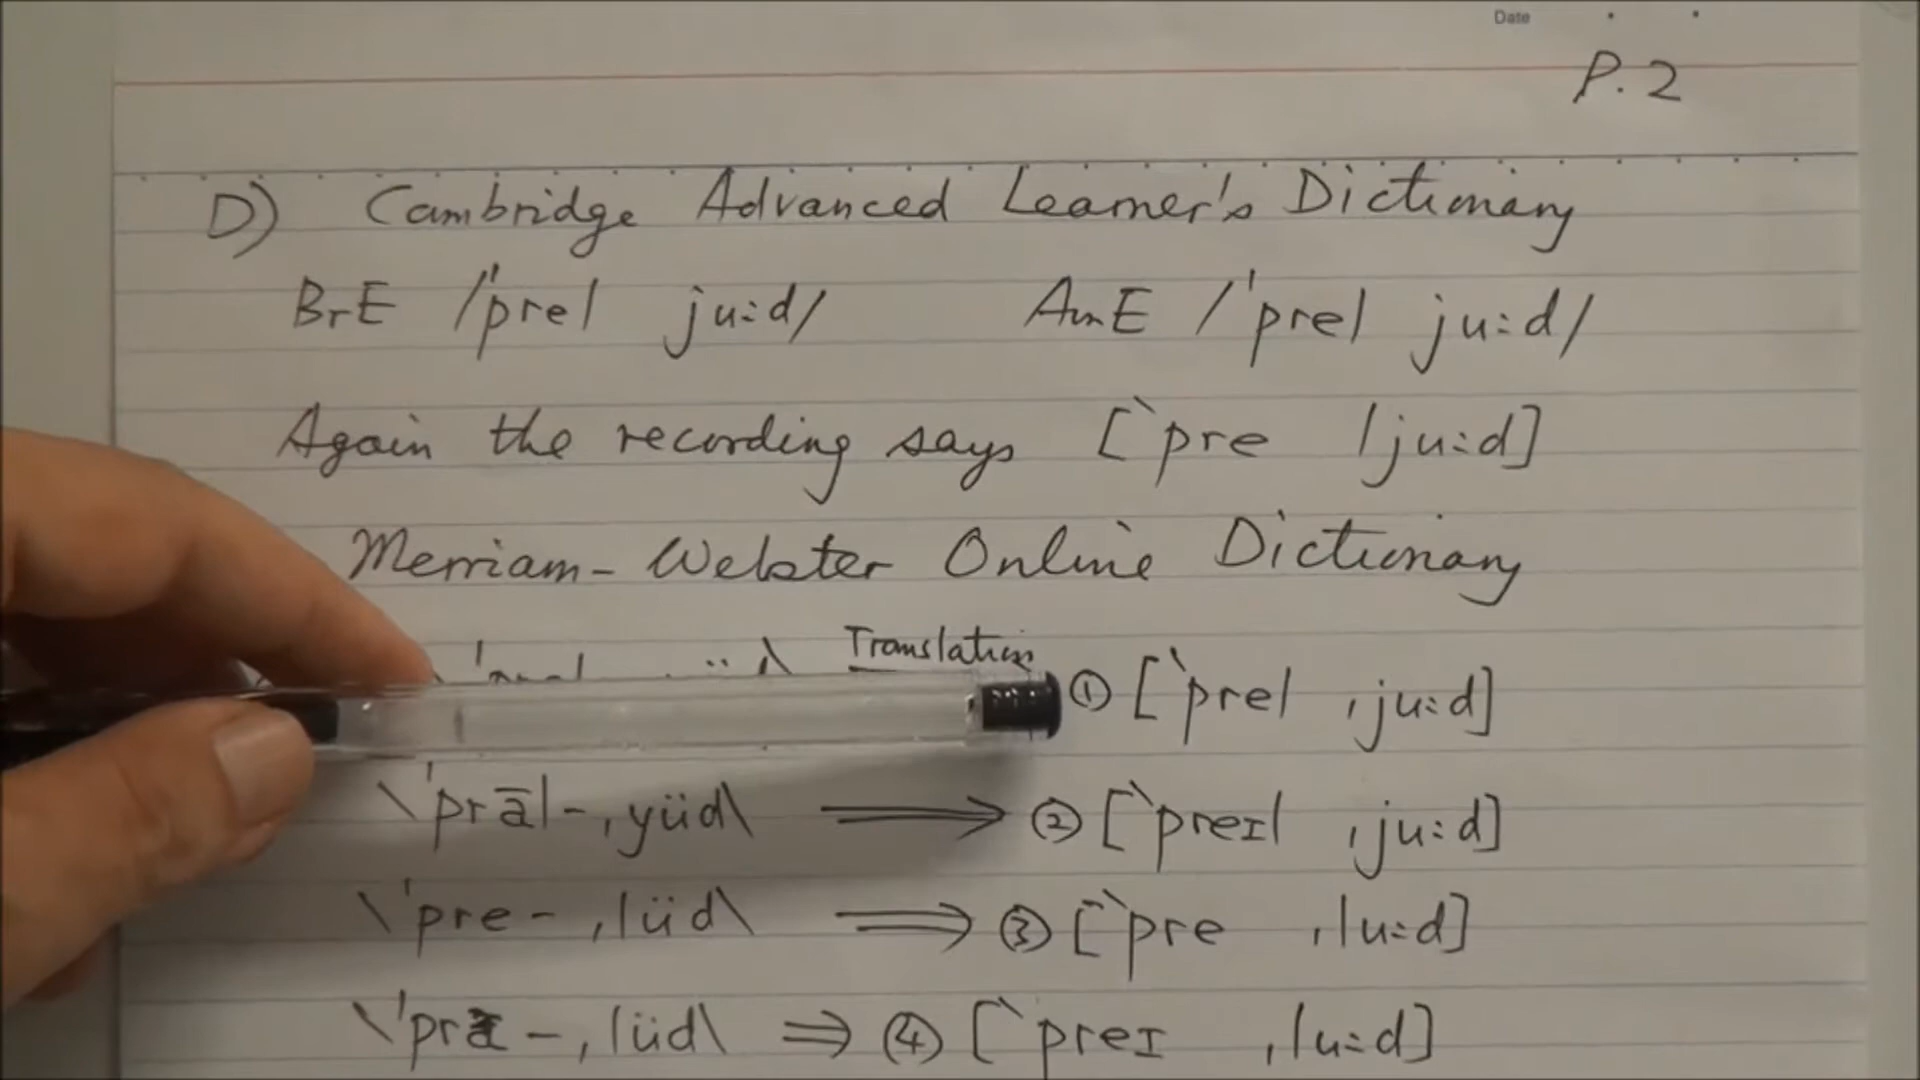 Date
P.2
D) Cambridge Advanced Learner's Dictionary
BrE /ˈprel juːd/ AmE /ˈprel juːd/
Again the recording says [ˋpre ljuːd]
Merriam-Webster Online Dictionary
Translation
① [ˋprel ˌjuːd]
\ˈprāl-ˌyüd\ ⟹ ② [ˋpreɪl ˌjuːd]
\ˈpre-ˌlüd\ ⟹ ③ [ˋpre ˌluːd]
\ˈprā-ˌlüd\ ⟹ ④ [ˋpreɪ ˌluːd]